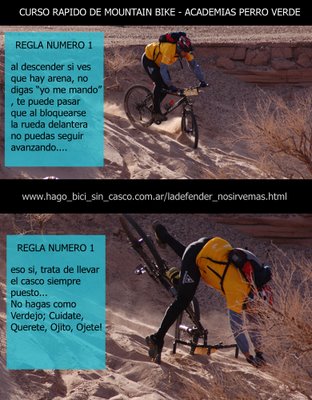 CURSO RAPIDO DE MOUNTAIN BIKE - ACADEMIAS PERRO VERDE
REGLA NUMERO 1
al descender si ves
que hay arena, no
digas "yo me mando"
, te puede pasar
que al bloquearse
la rueda delantera
no puedas seguir
avanzando....
www.hago_bici_sin_casco.com.ar/ladefender_nosirvemas.html
REGLA NUMERO 1
eso si, trata de llevar
el casco siempre
puesto...
No hagas como
Verdejo; Cuidate,
Querete, Ojito, Ojete!